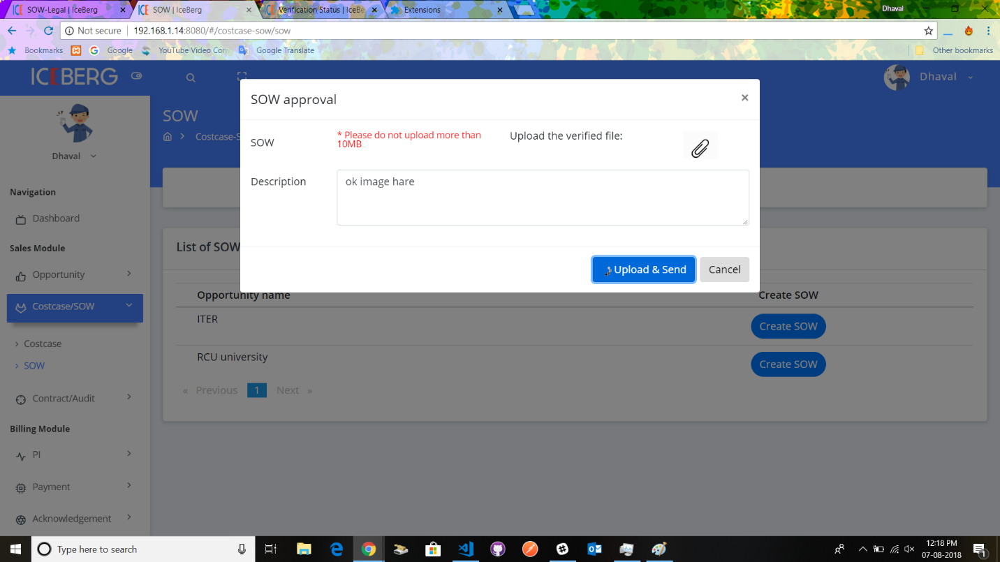 SOW-Legal | IceBerg
SOW | IceBerg
Verification Status | IceBe
Extensions
Dhaval
Not secure
192.168.1.14:8080/#/costcase-sow/sow
Bookmarks
Google
YouTube Video Con
Google Translate
Other bookmarks
ICEBERG
Dhaval
SOW approval
×
SOW
* Please do not upload more than
10MB
Upload the verified file:
Description
ok image hare
Upload & Send
Cancel
Dhaval
Navigation
Dashboard
Sales Module
Opportunity
Costcase/SOW
Costcase
SOW
Contract/Audit
Billing Module
PI
Payment
Acknowledgement
SOW
Costcase-S
List of SOW
Opportunity name
Create SOW
ITER
Create SOW
RCU university
Create SOW
« Previous 1 Next »
Type here to search
12:18 PM
07-08-2018
1